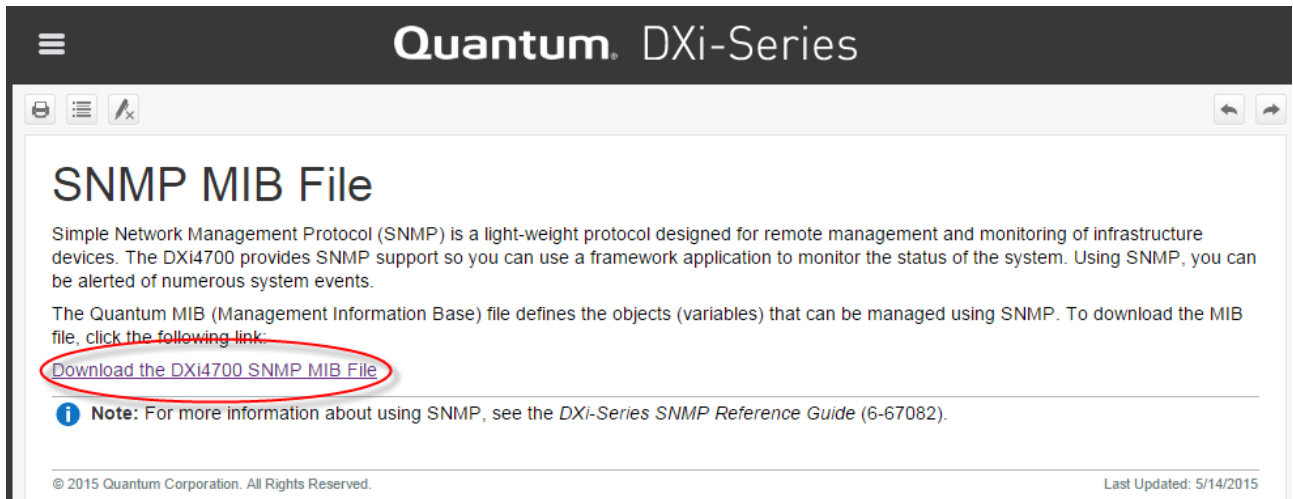 Quantum. DXi-Series
SNMP MIB File
Simple Network Management Protocol (SNMP) is a light-weight protocol designed for remote management and monitoring of infrastructure
devices. The DXi4700 provides SNMP support so you can use a framework application to monitor the status of the system. Using SNMP, you can
be alerted of numerous system events.
The Quantum MIB (Management Information Base) file defines the objects (variables) that can be managed using SNMP. To download the MIB
file, click the following link:
Download the DXi4700 SNMP MIB File
Note: For more information about using SNMP, see the DXi-Series SNMP Reference Guide (6-67082).
© 2015 Quantum Corporation. All Rights Reserved.
Last Updated: 5/14/2015